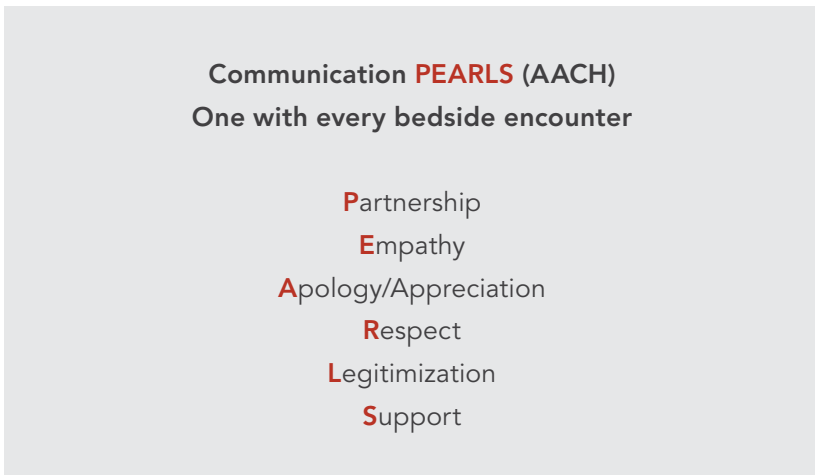 Communication PEARLS (AACH)
One with every bedside encounter
Partnership
Empathy
Apology/Appreciation
Respect
Legitimization
Support